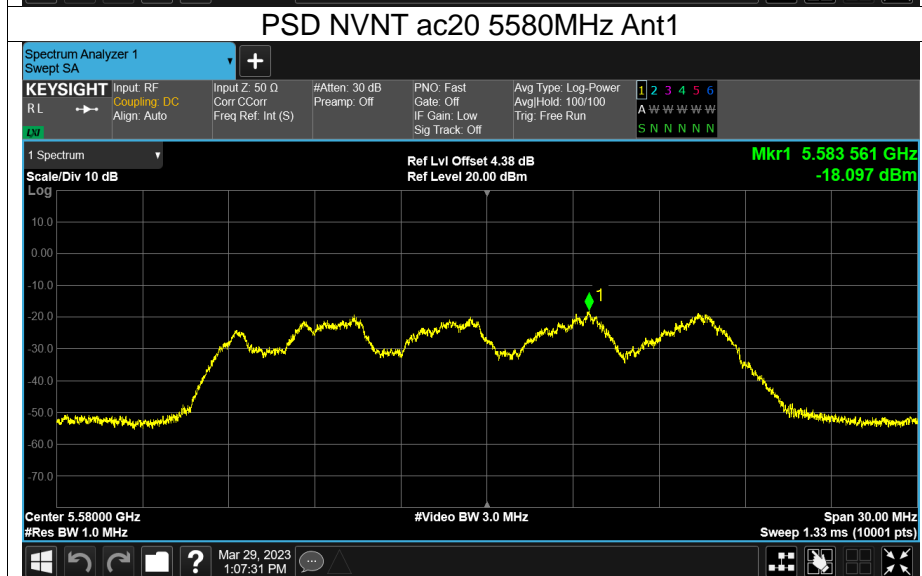 PSD NVNT ac20 5580MHz Ant1
Spectrum Analyzer 1
Swept SA
+
KEYSIGHT
RL
LXI
Input: RF
Coupling: DC
Align: Auto
Input Z: 50 Ω
Corr CCorr
Freq Ref: Int (S)
#Atten: 30 dB
Preamp: Off
PNO: Fast
Gate: Off
IF Gain: Low
Sig Track: Off
Avg Type: Log-Power
Avg|Hold: 100/100
Trig: Free Run
1 2 3 4 5 6
A W W W W W
S N N N N N
1 Spectrum
Scale/Div 10 dB
Ref Lvl Offset 4.38 dB
Ref Level 20.00 dBm
Mkr1 5.583 561 GHz
-18.097 dBm
Log
10.0
0.00
-10.0
-20.0
-30.0
-40.0
-50.0
-60.0
-70.0
1
Center 5.58000 GHz
#Res BW 1.0 MHz
#Video BW 3.0 MHz
Span 30.00 MHz
Sweep 1.33 ms (10001 pts)
?
Mar 29, 2023
1:07:31 PM